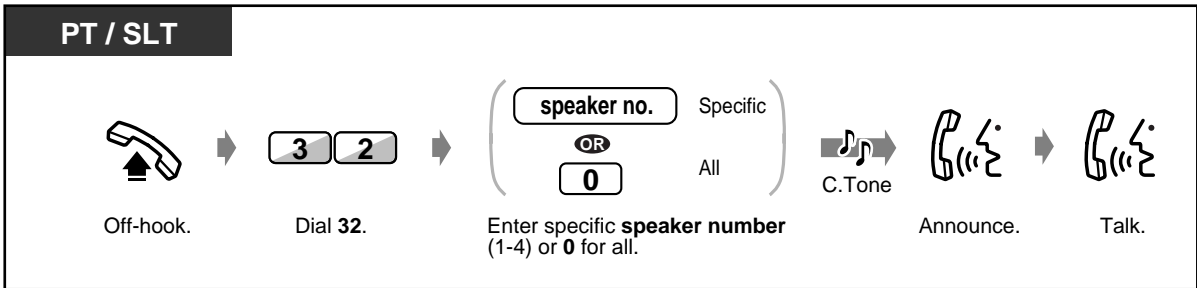 PT / SLT
speaker no. Specific
OR
3 2
0 All
C.Tone
Off-hook.
Dial 32.
Enter specific speaker number
(1-4) or 0 for all.
Announce.
Talk.